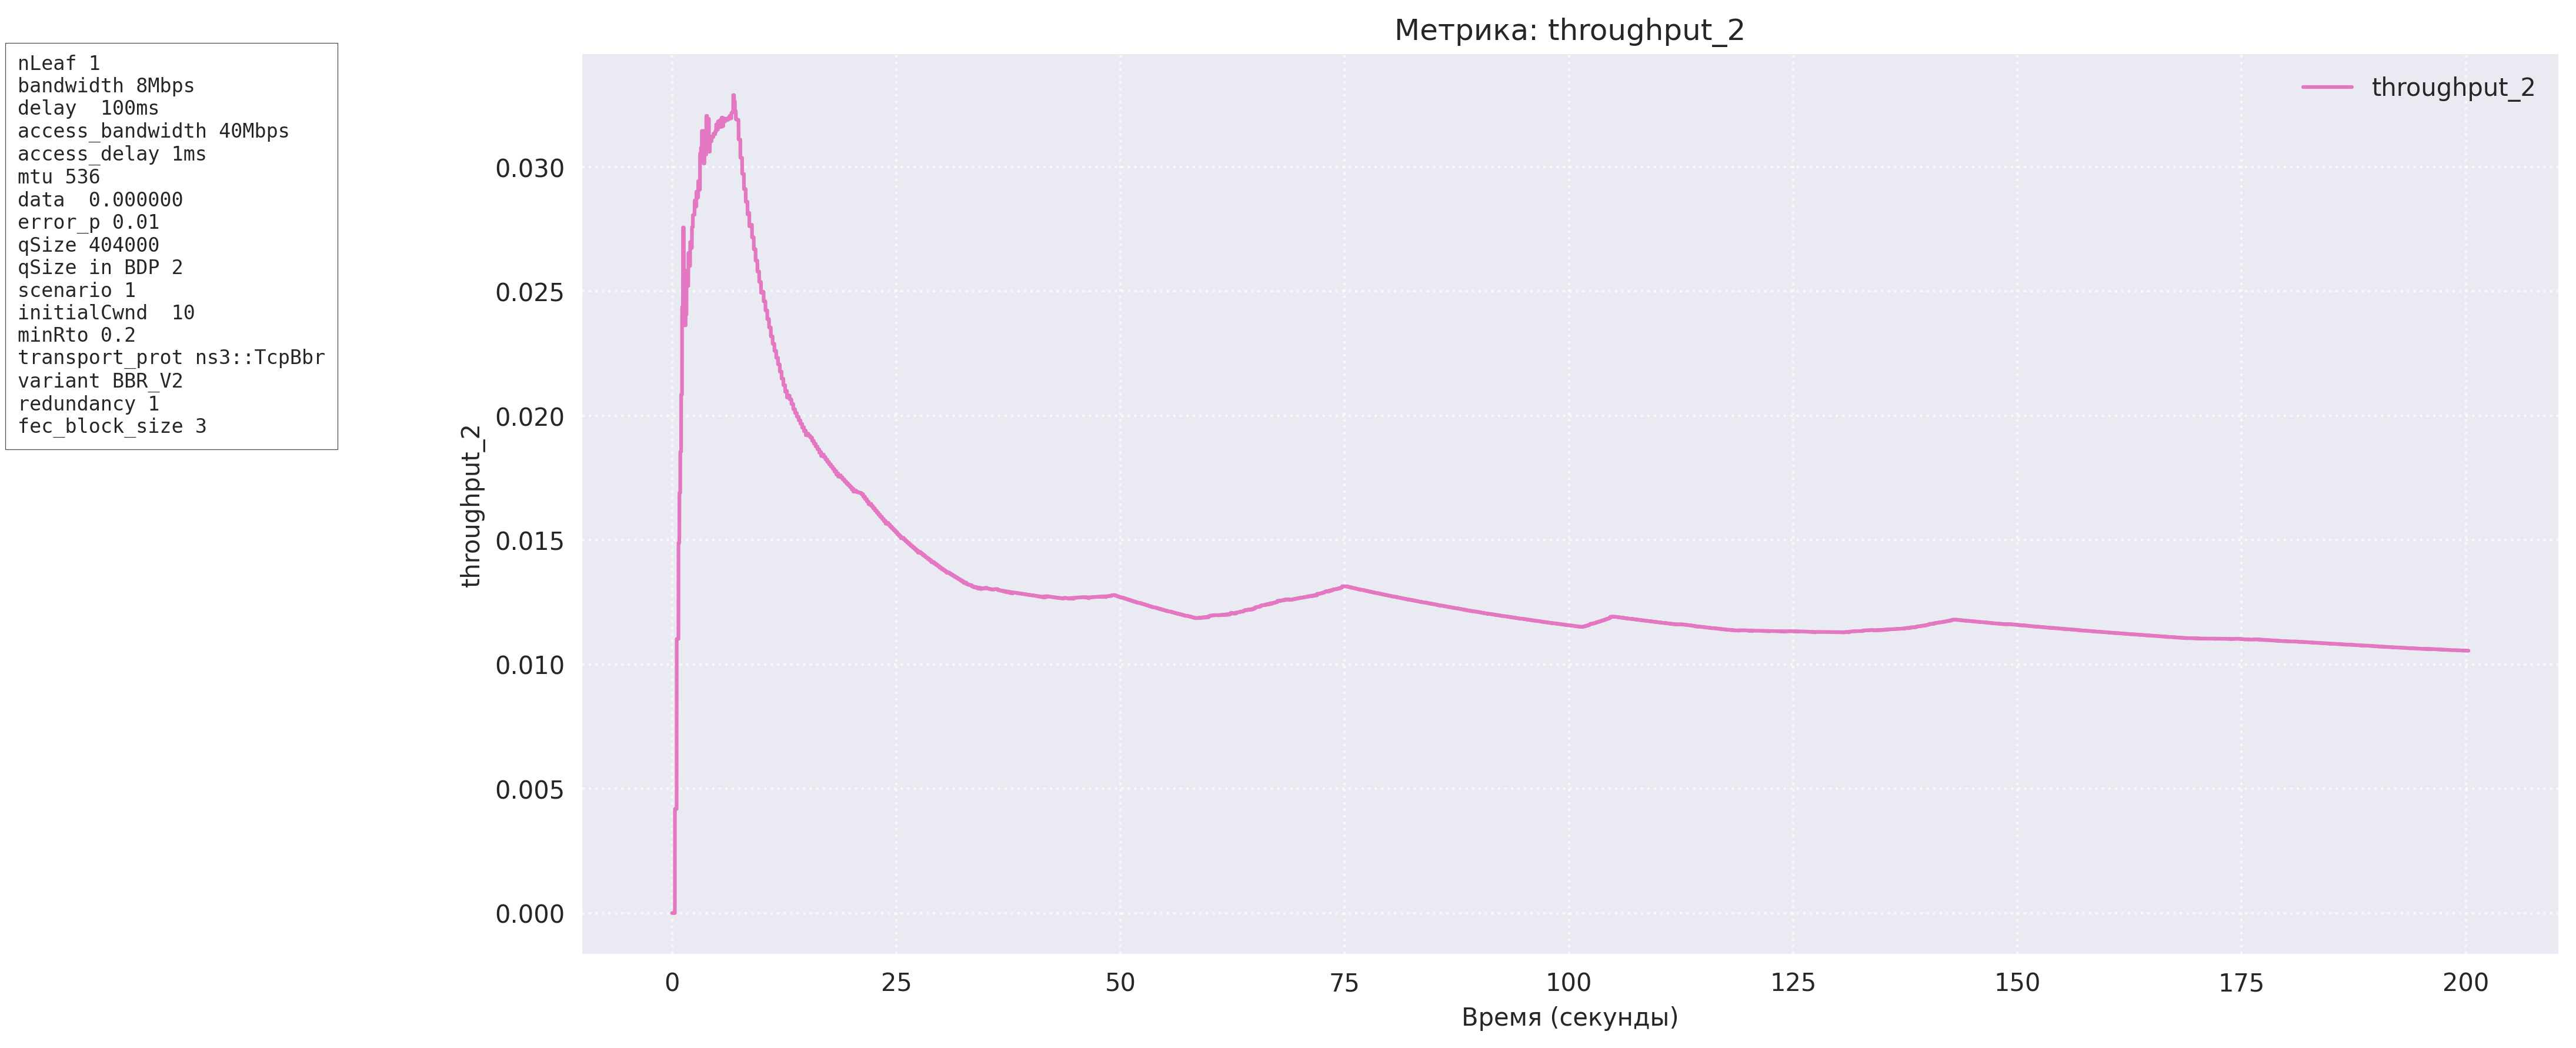 Метрика: throughput_2
nLeaf 1
bandwidth 8Mbps
delay  100ms
access_bandwidth 40Mbps
access_delay 1ms
mtu 536
data  0.000000
error_p 0.01
qSize 404000
qSize in BDP 2
scenario 1
initialCwnd  10
minRto 0.2
transport_prot ns3::TcpBbr
variant BBR_V2
redundancy 1
fec_block_size 3
throughput_2
throughput_2
0.030
0.025
0.020
0.015
0.010
0.005
0.000
0 25 50 75 100 125 150 175 200
Время (секунды)